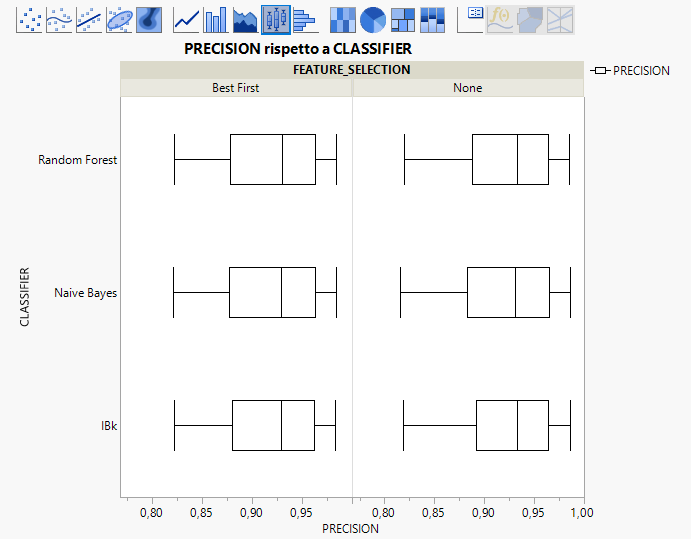 PRECISION rispetto a CLASSIFIER
FEATURE_SELECTION
Best First
None
PRECISION
Random Forest
Naive Bayes
IBk
CLASSIFIER
0,80 0,85 0,90 0,95 0,80 0,85 0,90 0,95 1,00
PRECISION